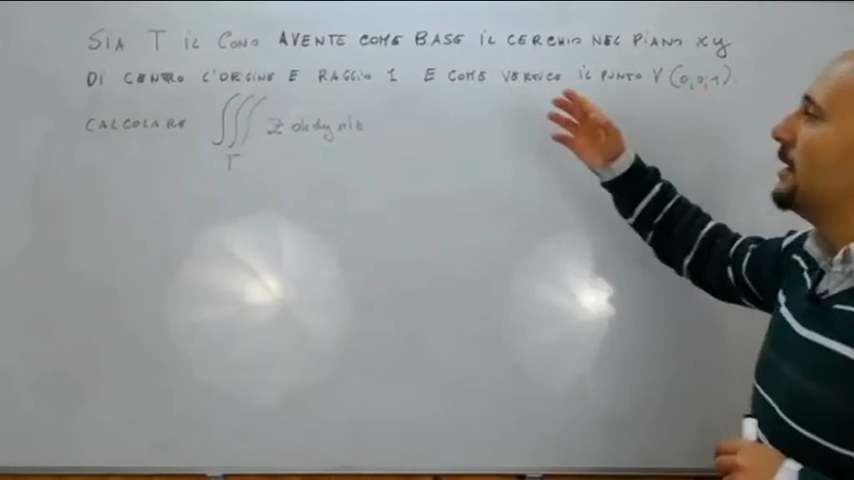 SIA T IL CONO AVENTE COME BASE IL CERCHIO NEL PIANO xy
DI CENTRO L'ORIGINE E RAGGIO 1 E COME VERTICE IL PUNTO V(0,0,1).
CALCOLARE ∭_T z dxdydz